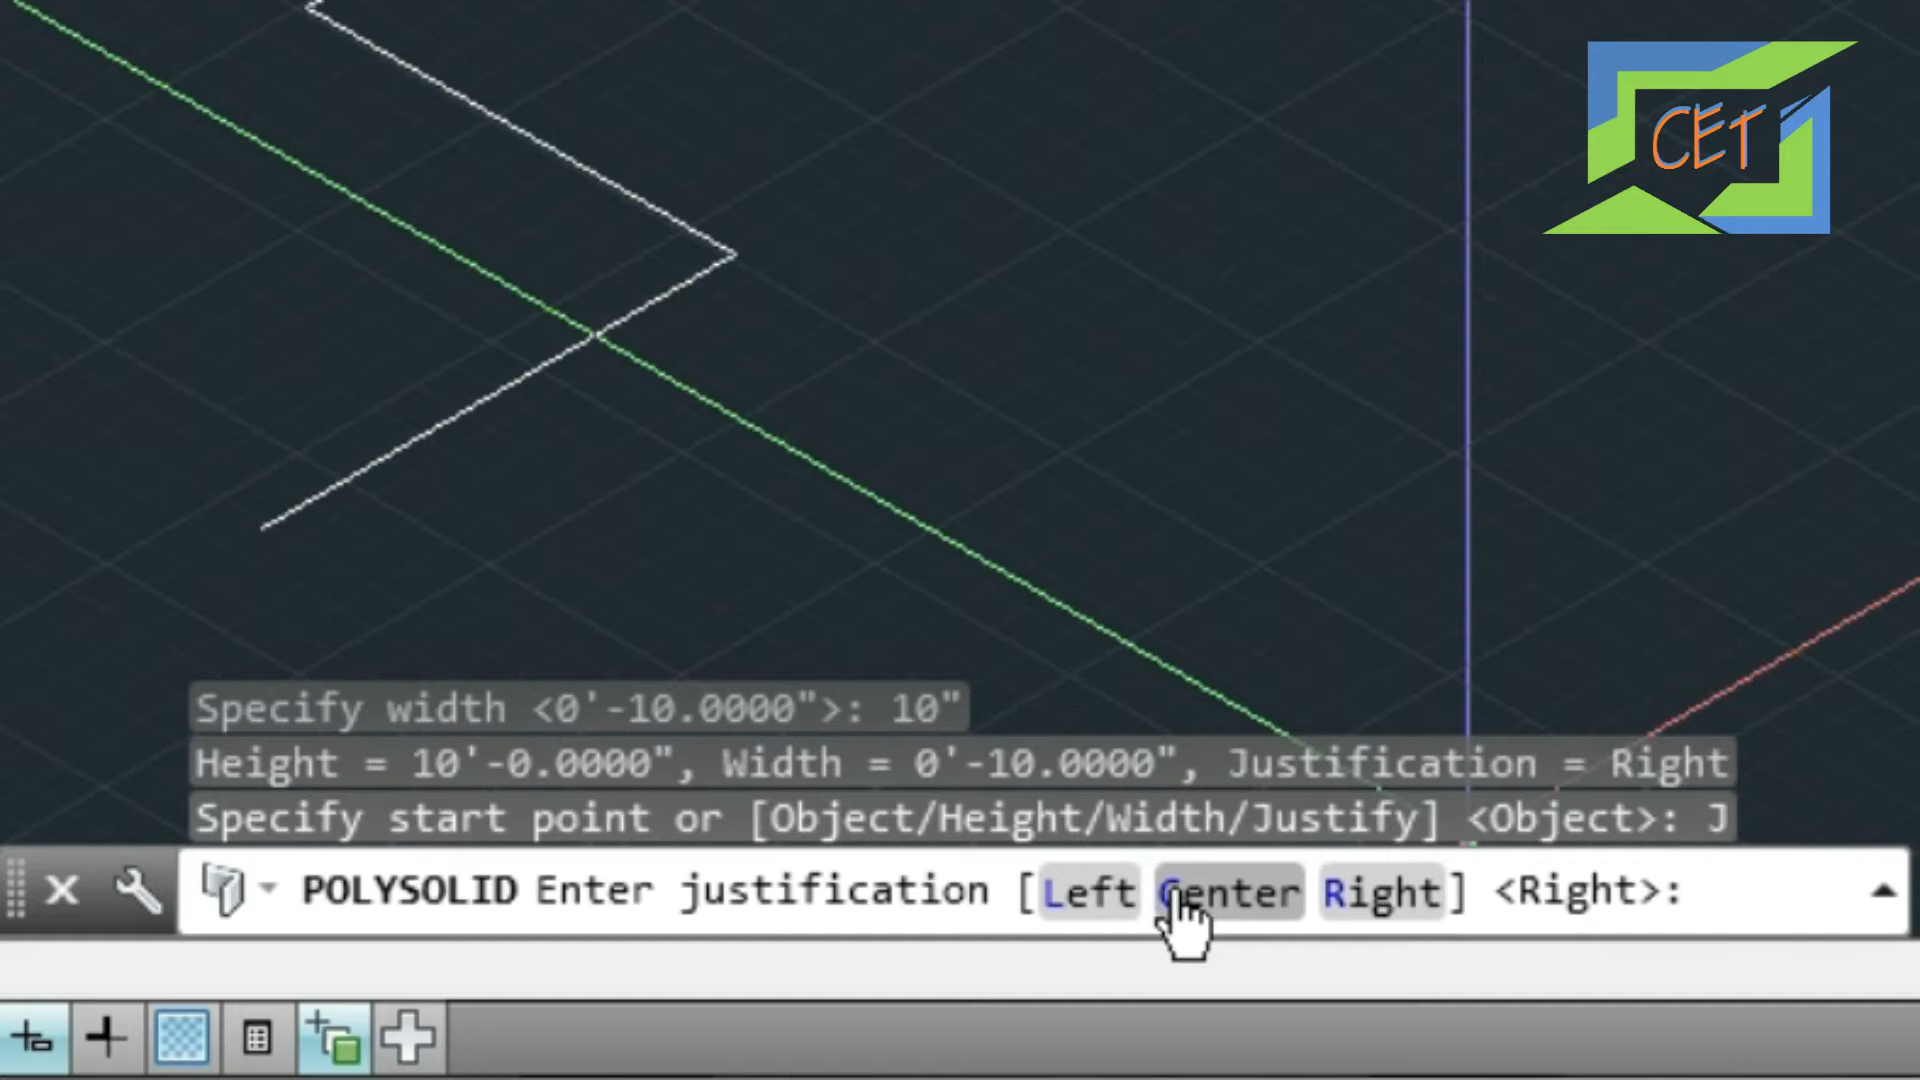 CET
Specify width <0'-10.0000">: 10"
Height = 10'-0.0000", Width = 0'-10.0000", Justification = Right
Specify start point or [Object/Height/Width/Justify] <Object>: J
POLYSOLID Enter justification [Left Center Right] <Right>: